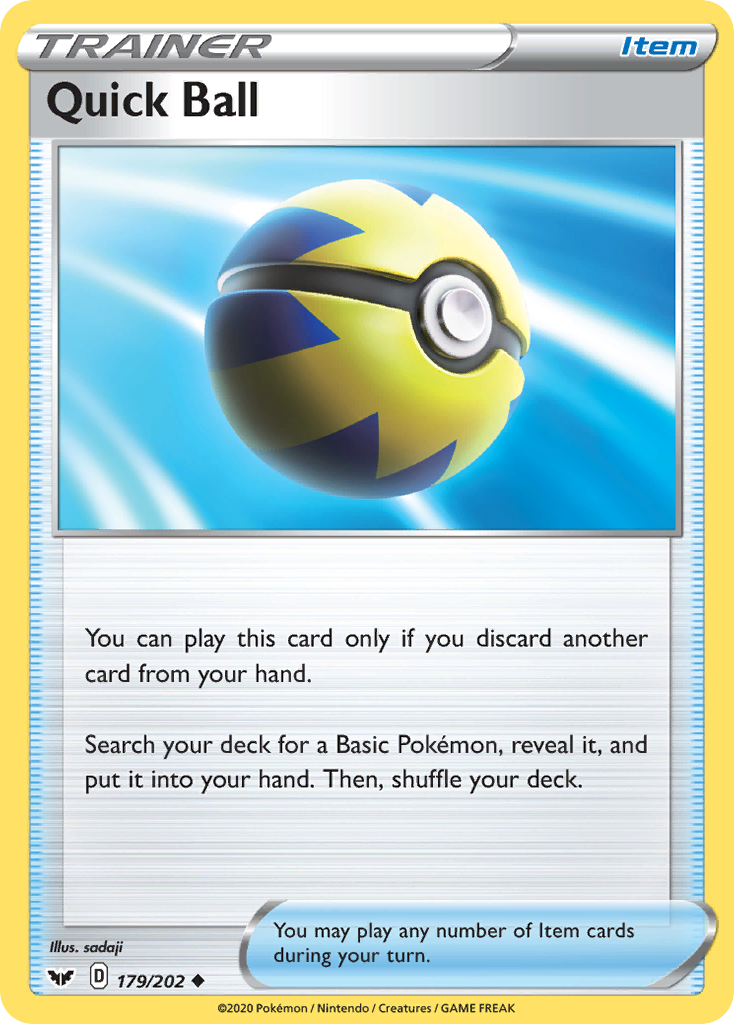 TRAINER
Item
Quick Ball
You can play this card only if you discard another
card from your hand.
Search your deck for a Basic Pokémon, reveal it, and
put it into your hand. Then, shuffle your deck.
You may play any number of Item cards
during your turn.
Illus. sadaji
D 179/202
©2020 Pokémon / Nintendo / Creatures / GAME FREAK